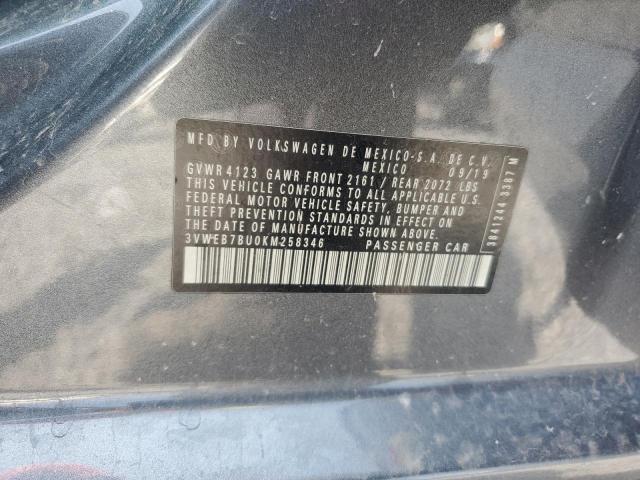 MFD BY VOLKSWAGEN DE MEXICO-S.A. DE C.V.
MEXICO 09/19
GVWR 4123 GAWR FRONT 2161 / REAR 2072 LBS
THIS VEHICLE CONFORMS TO ALL APPLICABLE U.S.
FEDERAL MOTOR VEHICLE SAFETY, BUMPER AND
THEFT PREVENTION STANDARDS IN EFFECT ON
THE DATE OF MANUFACTURE SHOWN ABOVE.
3VWEB7BU0KM258346 PASSENGER CAR
3841244 3387 M